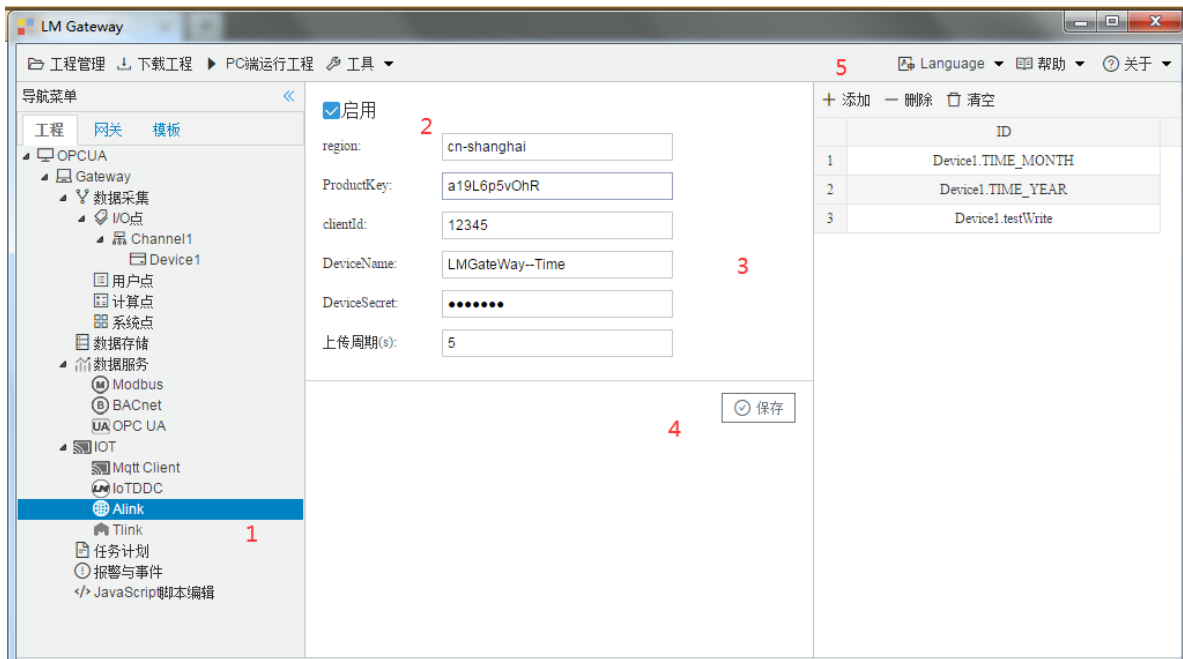 LM Gateway
工程管理 下载工程 PC端运行工程 工具
5
Language 帮助 关于
导航菜单
工程 网关 模板
OPCUA
Gateway
数据采集
I/O点
Channel1
Device1
用户点
计算点
系统点
数据存储
数据服务
Modbus
BACnet
OPC UA
IOT
Mqtt Client
IoTDDC
Alink
Tlink
1
任务计划
报警与事件
JavaScript脚本编辑
启用
2
region: cn-shanghai
ProductKey: a19L6p5vOhR
clientId: 12345
DeviceName: LMGateWay--Time
3
DeviceSecret: •••••••
上传周期(s): 5
保存
4
添加 删除 清空
ID
1 Device1.TIME_MONTH
2 Device1.TIME_YEAR
3 Device1.testWrite